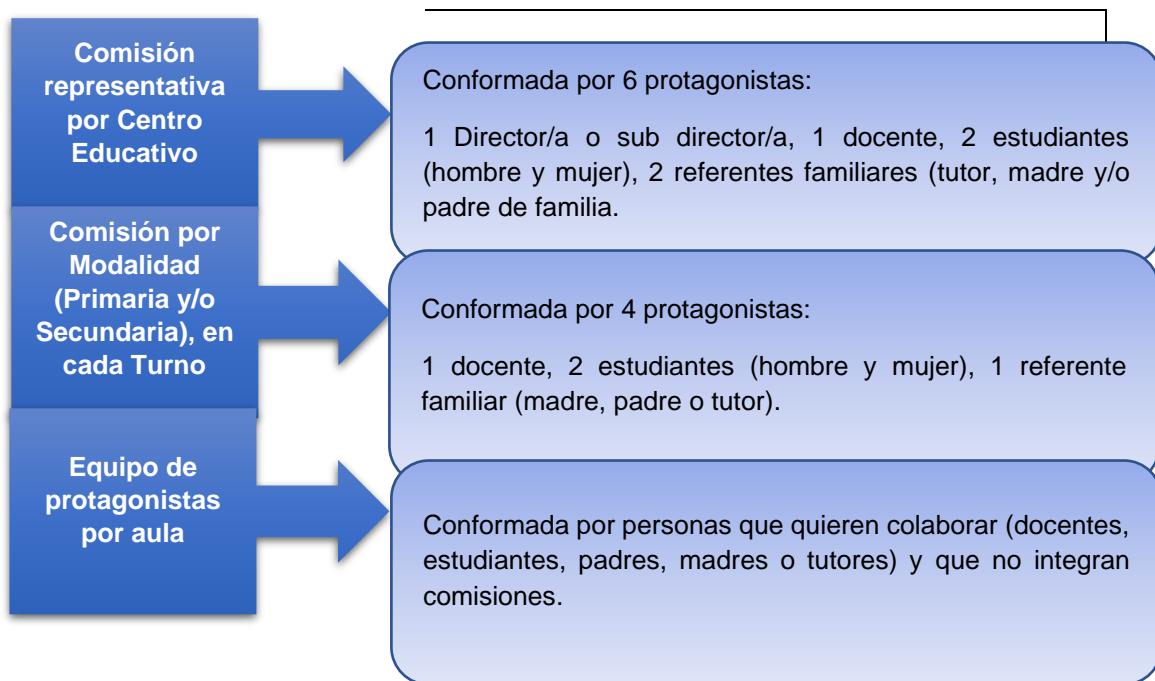 Comisión
representativa
por Centro
Educativo
Conformada por 6 protagonistas:
1 Director/a o sub director/a, 1 docente, 2 estudiantes
(hombre y mujer), 2 referentes familiares (tutor, madre y/o
padre de familia.
Comisión por
Modalidad
(Primaria y/o
Secundaria), en
cada Turno
Conformada por 4 protagonistas:
1 docente, 2 estudiantes (hombre y mujer), 1 referente
familiar (madre, padre o tutor).
Equipo de
protagonistas
por aula
Conformada por personas que quieren colaborar (docentes,
estudiantes, padres, madres o tutores) y que no integran
comisiones.